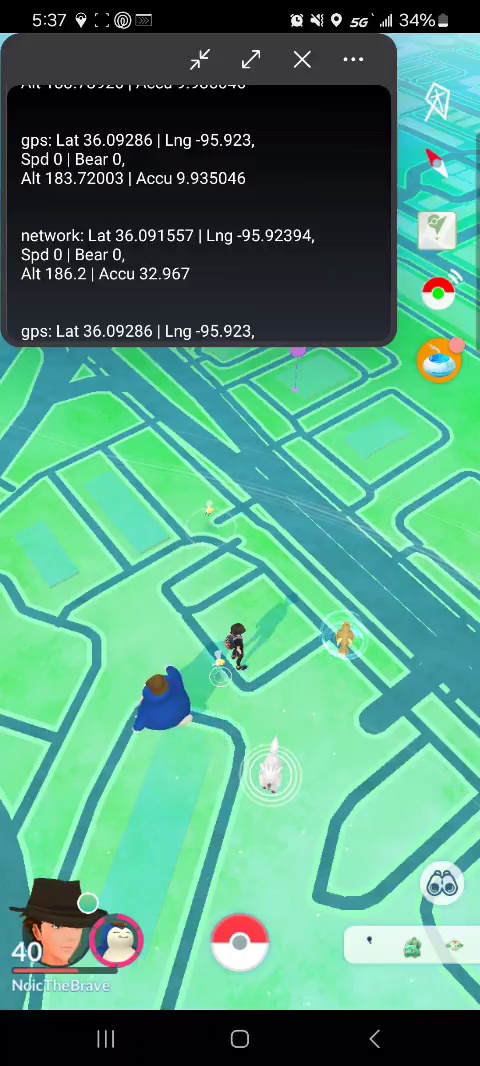 5:37
5G
34%
Alt 183.73926 | Accu 9.986046
gps: Lat 36.09286 | Lng -95.923,
Spd 0 | Bear 0,
Alt 183.72003 | Accu 9.935046
network: Lat 36.091557 | Lng -95.92394,
Spd 0 | Bear 0,
Alt 186.2 | Accu 32.967
gps: Lat 36.09286 | Lng -95.923,
40
NoicTheBrave